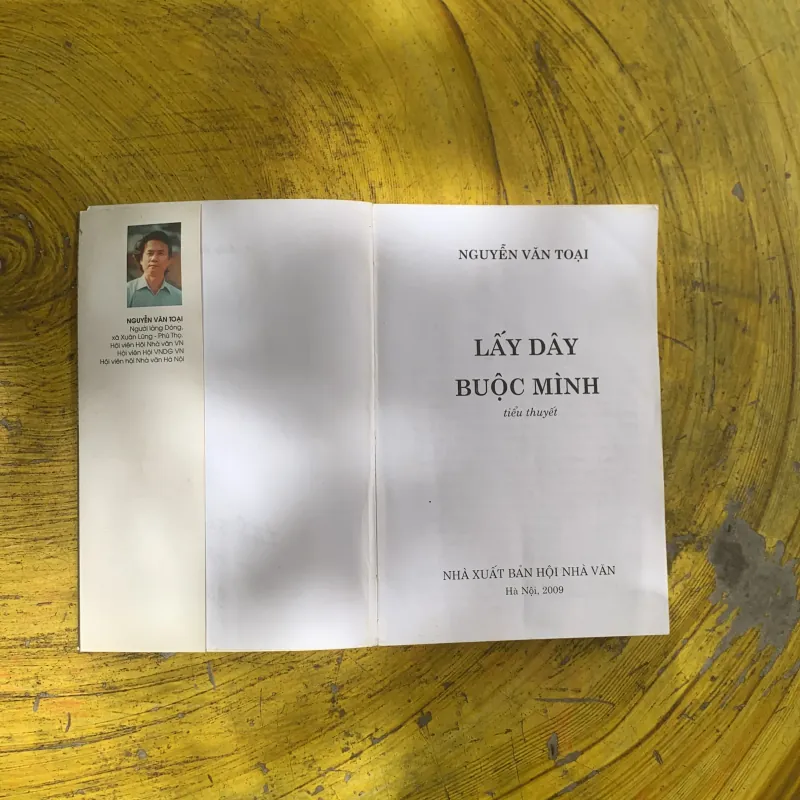 NGUYỄN VĂN TOẠI
Người làng Dòng,
xã Xuân Lũng - Phú Thọ.
Hội viên Hội Nhà văn VN
Hội viên Hội VNDG VN
Hội viên hội Nhà văn Hà Nội
NGUYỄN VĂN TOẠI
LẤY DÂY
BUỘC MÌNH
tiểu thuyết
NHÀ XUẤT BẢN HỘI NHÀ VĂN
Hà Nội, 2009